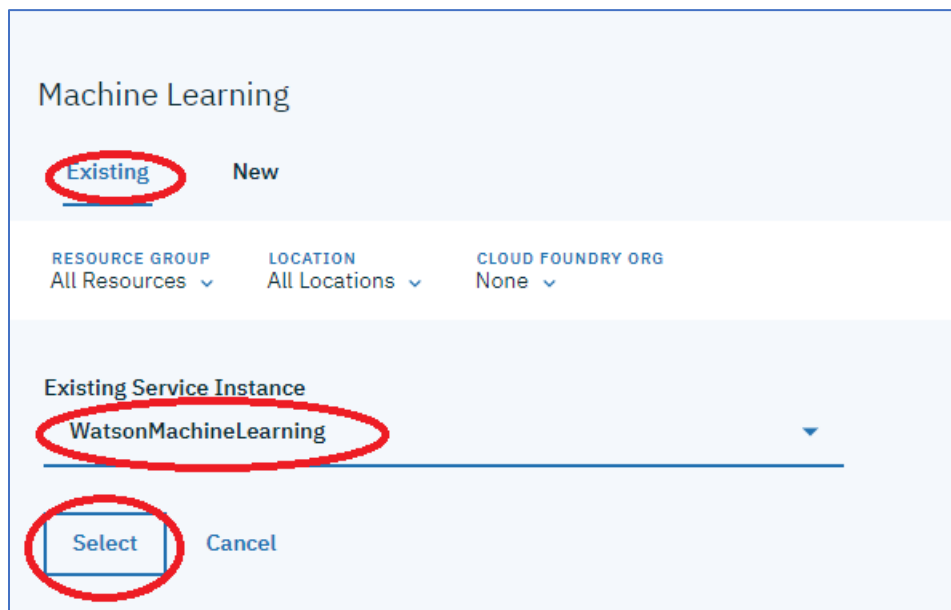 Machine Learning
Existing New
RESOURCE GROUP LOCATION CLOUD FOUNDRY ORG
All Resources All Locations None
Existing Service Instance
WatsonMachineLearning
Select Cancel